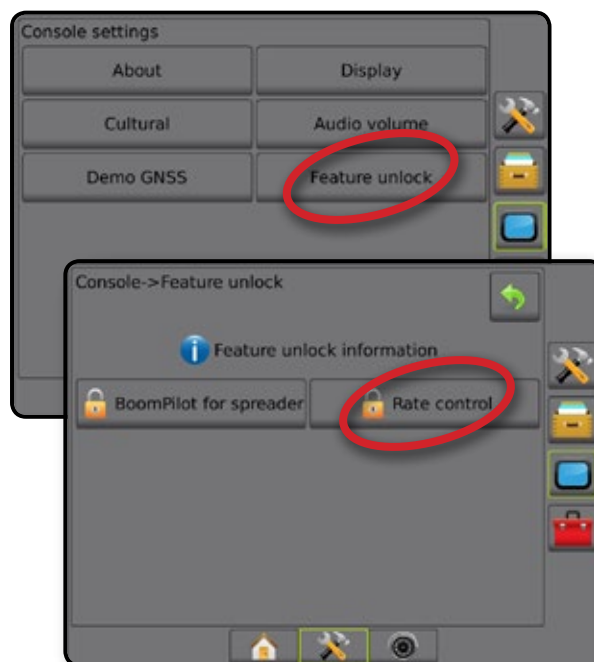 Console settings
About Display
Cultural Audio volume
Demo GNSS Feature unlock
Console->Feature unlock
Feature unlock information
BoomPilot for spreader Rate control